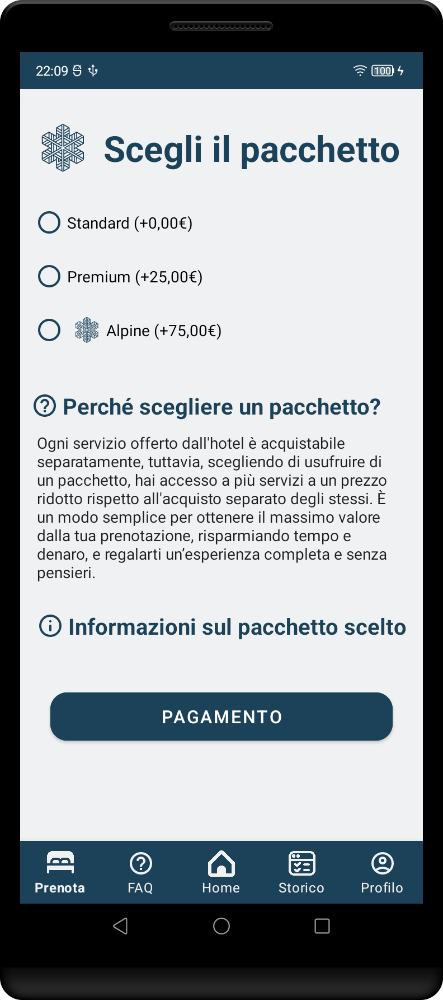 22:09
100
Scegli il pacchetto
Standard (+0,00€)
Premium (+25,00€)
Alpine (+75,00€)
Perché scegliere un pacchetto?
Ogni servizio offerto dall'hotel è acquistabile
separatamente, tuttavia, scegliendo di usufruire di
un pacchetto, hai accesso a più servizi a un prezzo
ridotto rispetto all'acquisto separato degli stessi. È
un modo semplice per ottenere il massimo valore
dalla tua prenotazione, risparmiando tempo e
denaro, e regalarti un’esperienza completa e senza
pensieri.
Informazioni sul pacchetto scelto
PAGAMENTO
Prenota FAQ Home Storico Profilo